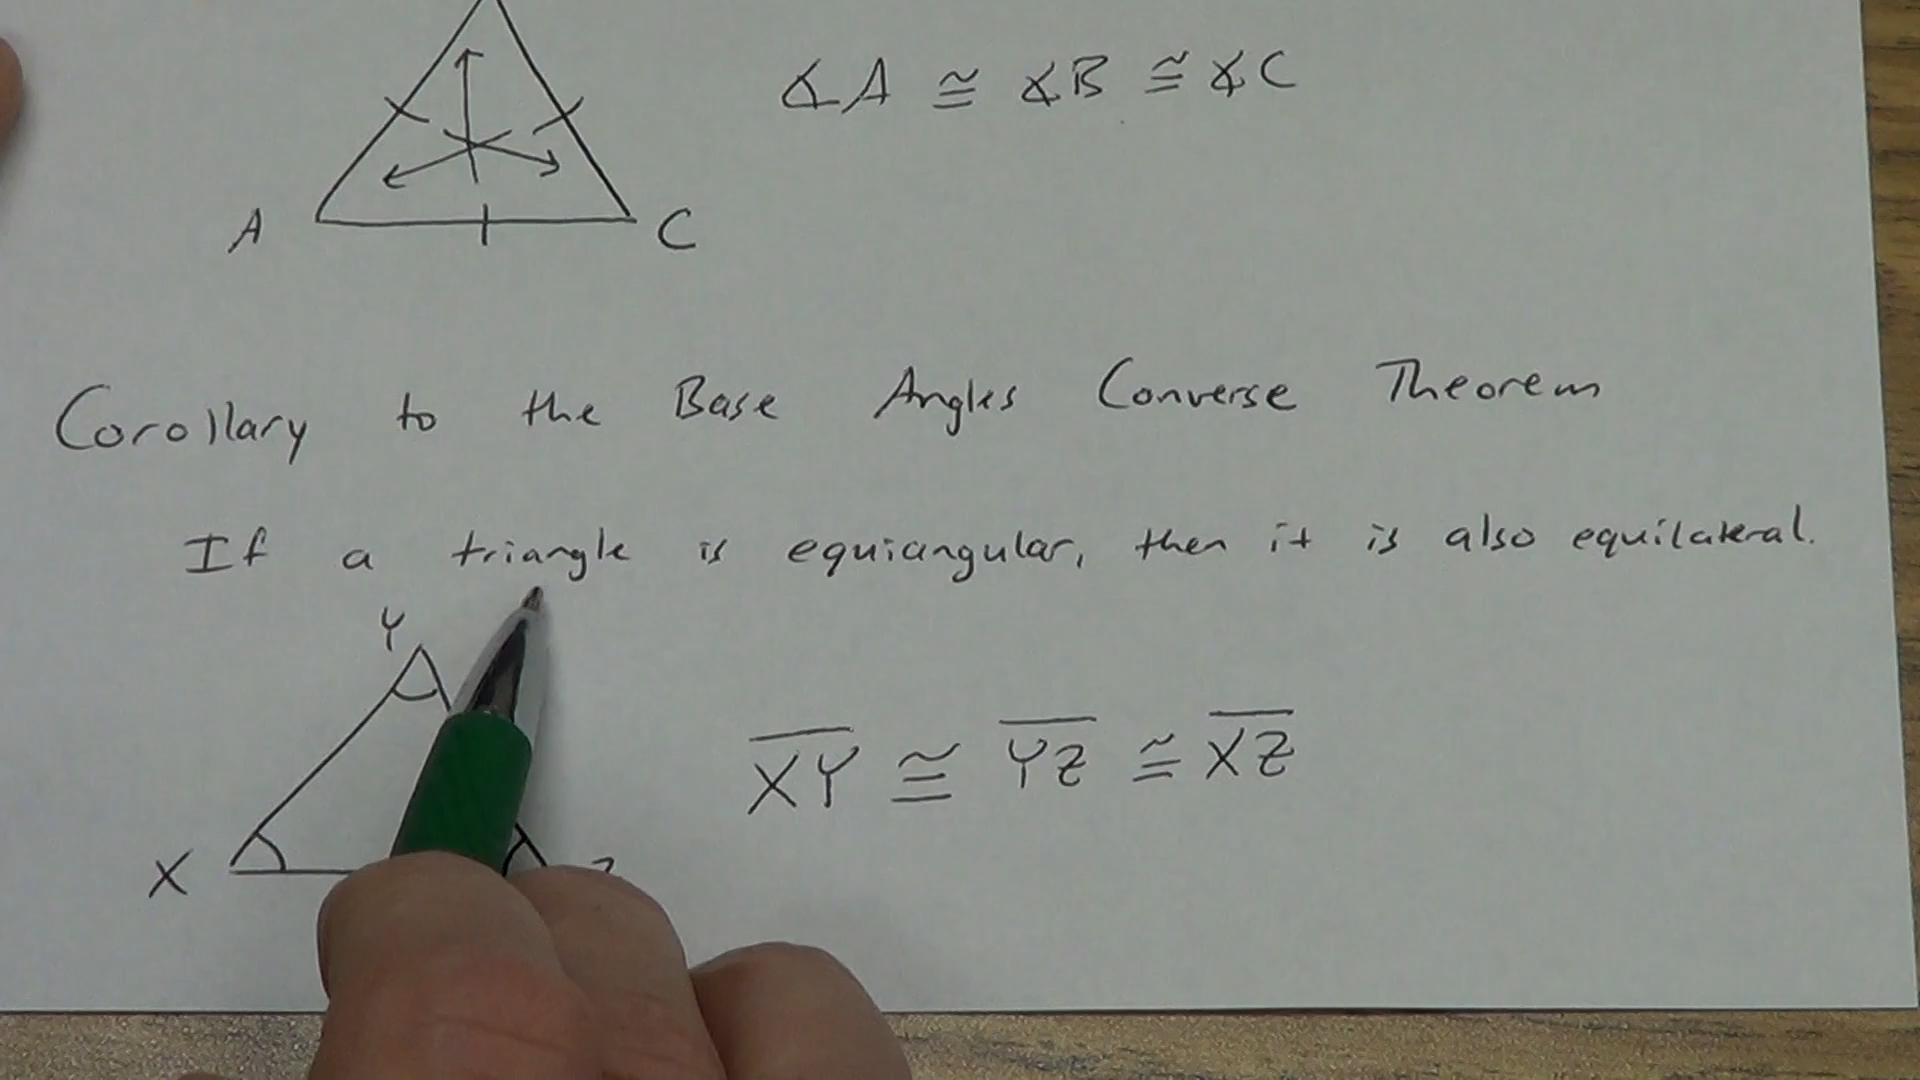 ∡A ≅ ∡B ≅ ∡C
A
C
Corollary to the Base Angles Converse Theorem
If a triangle is equiangular, then it is also equilateral.
Y
X̅Y̅ ≅ Y̅Z̅ ≅ X̅Z̅
X